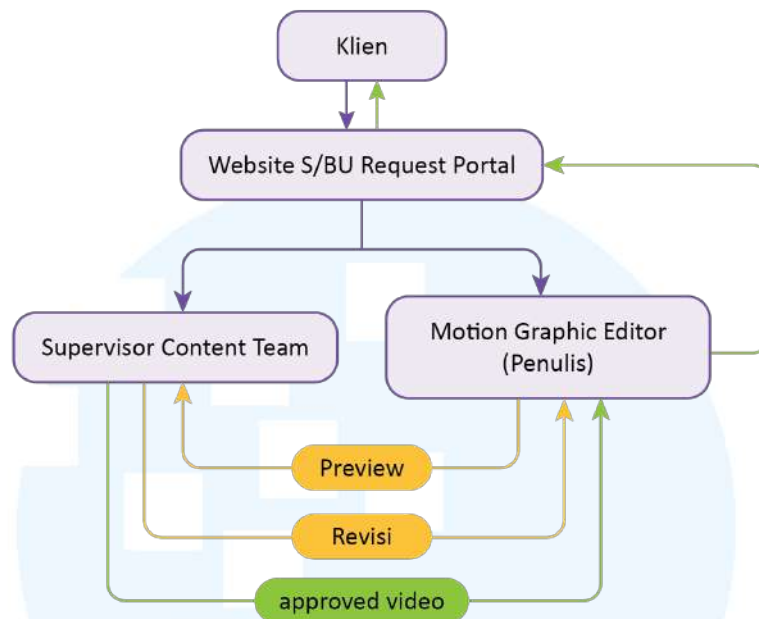 Klien
Website S/BU Request Portal
Supervisor Content Team
Motion Graphic Editor
(Penulis)
Preview
Revisi
approved video